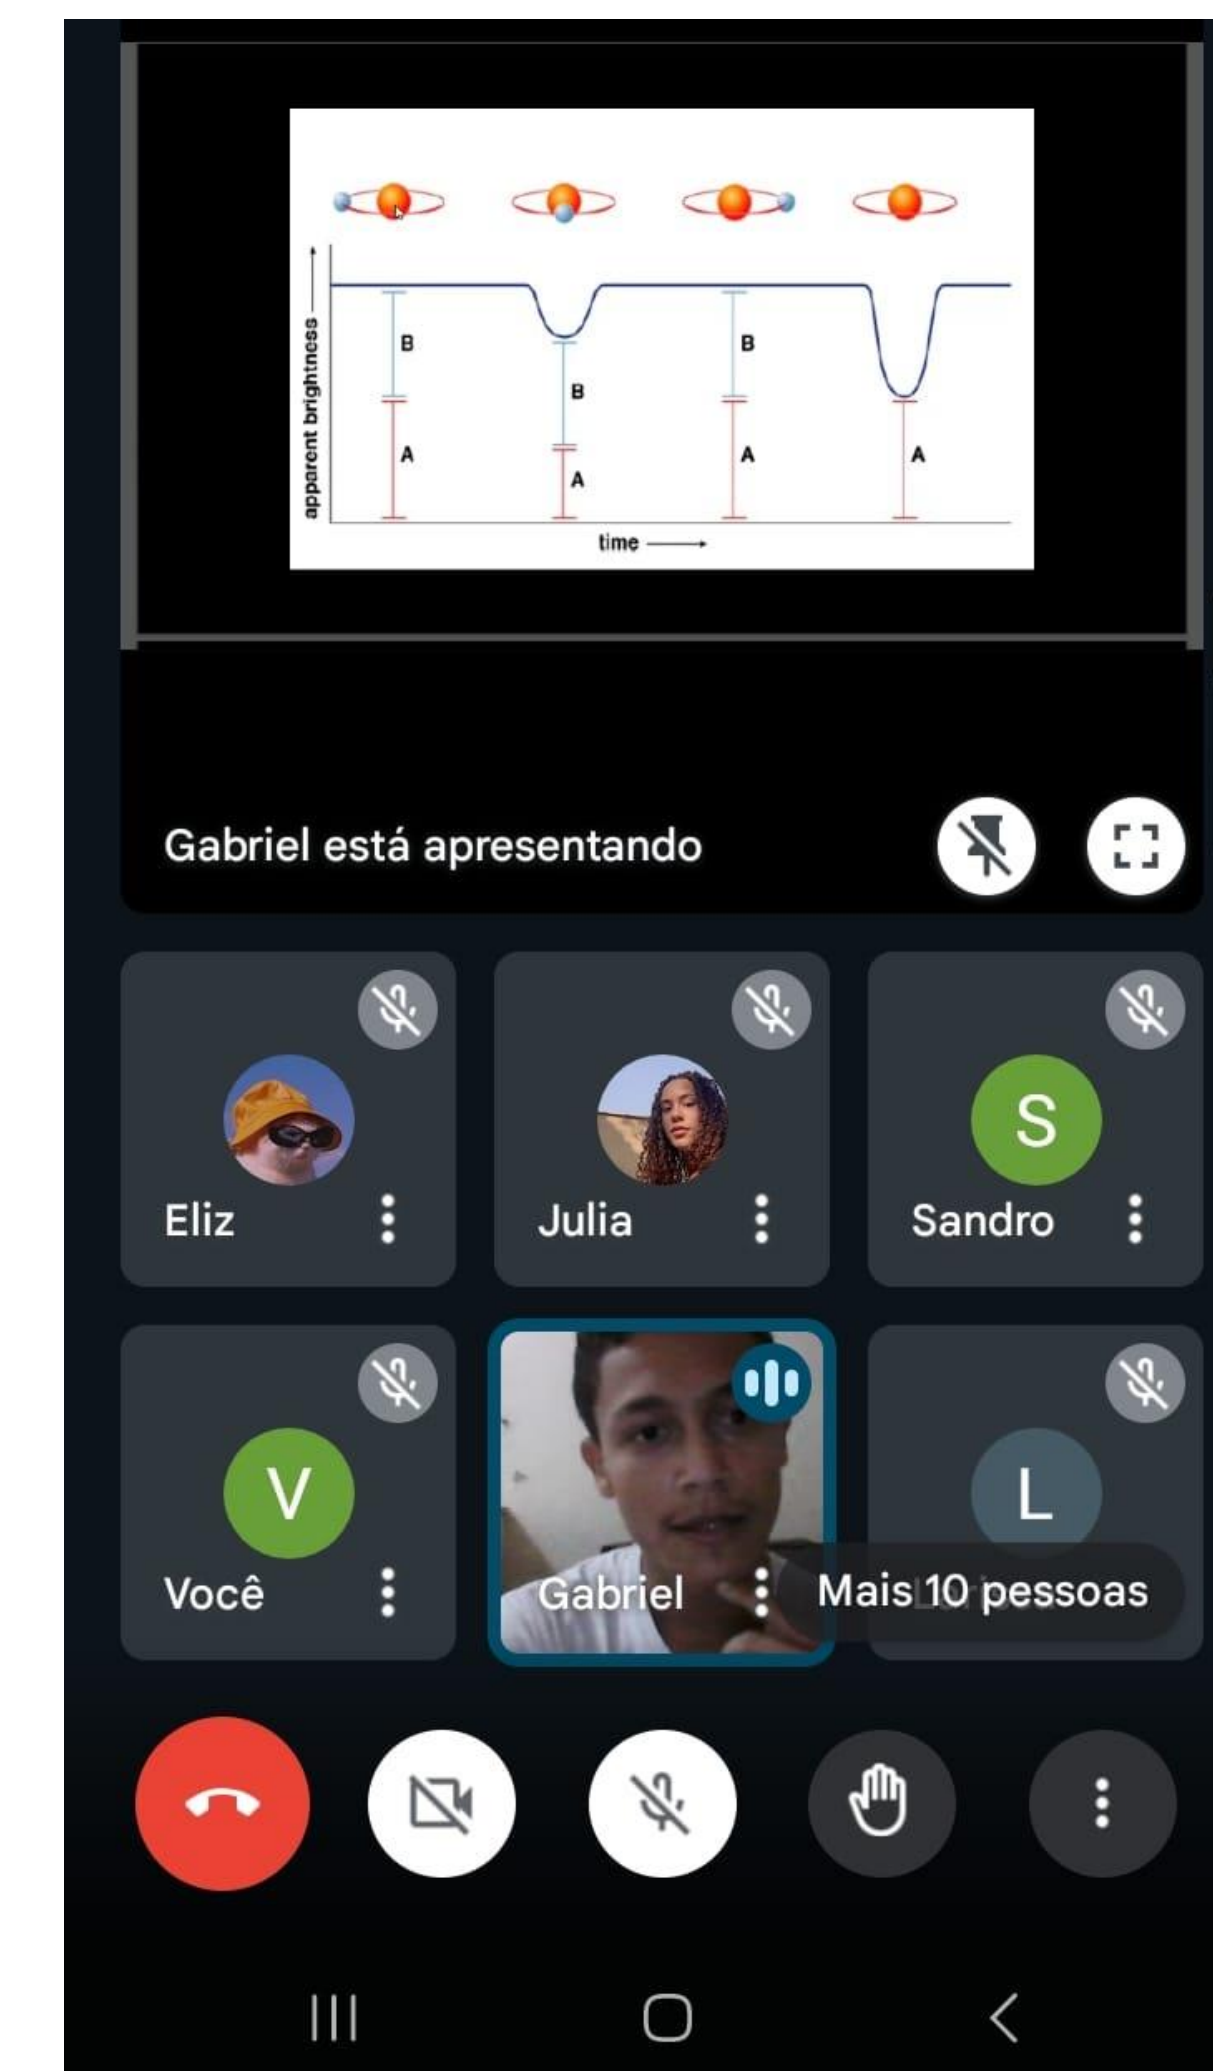 apparent brightness
B
B
B
A
A
A
A
time
Gabriel está apresentando
Eliz
Julia
S
Sandro
V
Você
Gabriel
L
Mais 10 pessoas